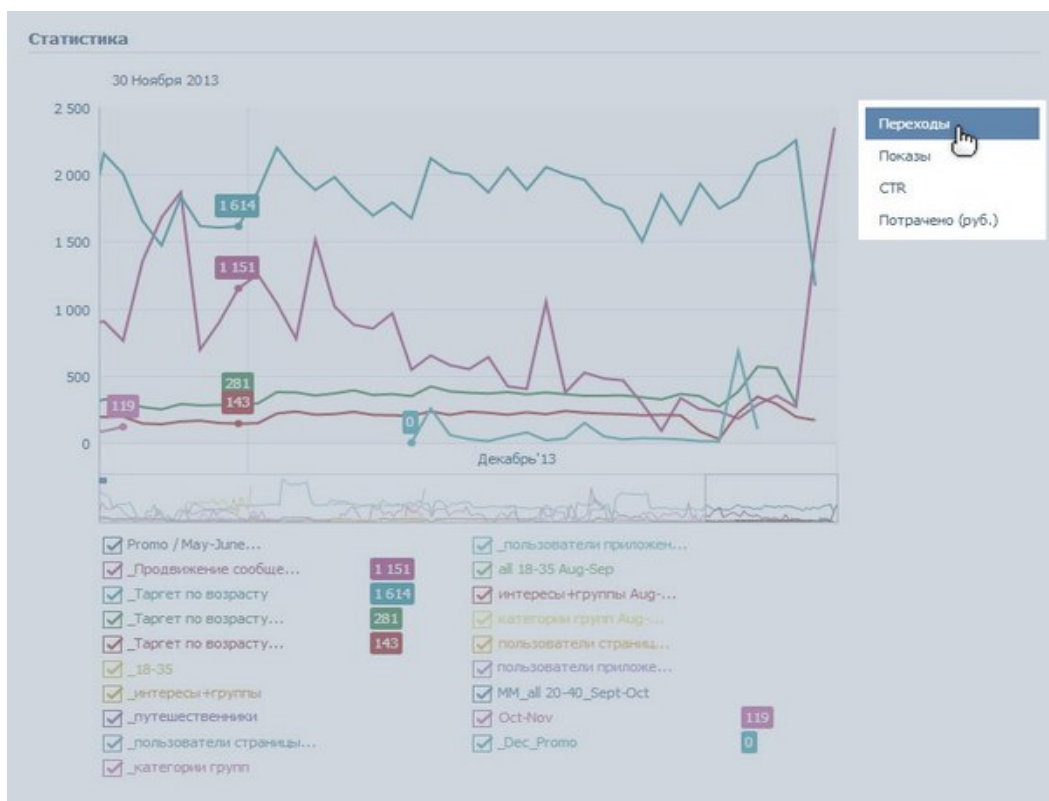 Статистика
30 Ноября 2013
2 500
2 000
1 500
1 000
500
0
1 614
1 151
281
143
119
0
Декабрь'13
Переходы
Показы
CTR
Потрачено (руб.)
Promo / May-June...
_Продвижение сообще... 1 151
_Таргет по возрасту 1 614
_Таргет по возрасту... 281
_Таргет по возрасту... 143
_18-35
_интересы+группы
_путешественники
_пользователи страницы...
_категории групп
_пользователи приложен...
all 18-35 Aug-Sep
интересы+группы Aug-...
категории групп Aug-...
пользователи страниц...
пользователи приложе...
MM_all 20-40_Sept-Oct
Oct-Nov 119
_Dec_Promo 0